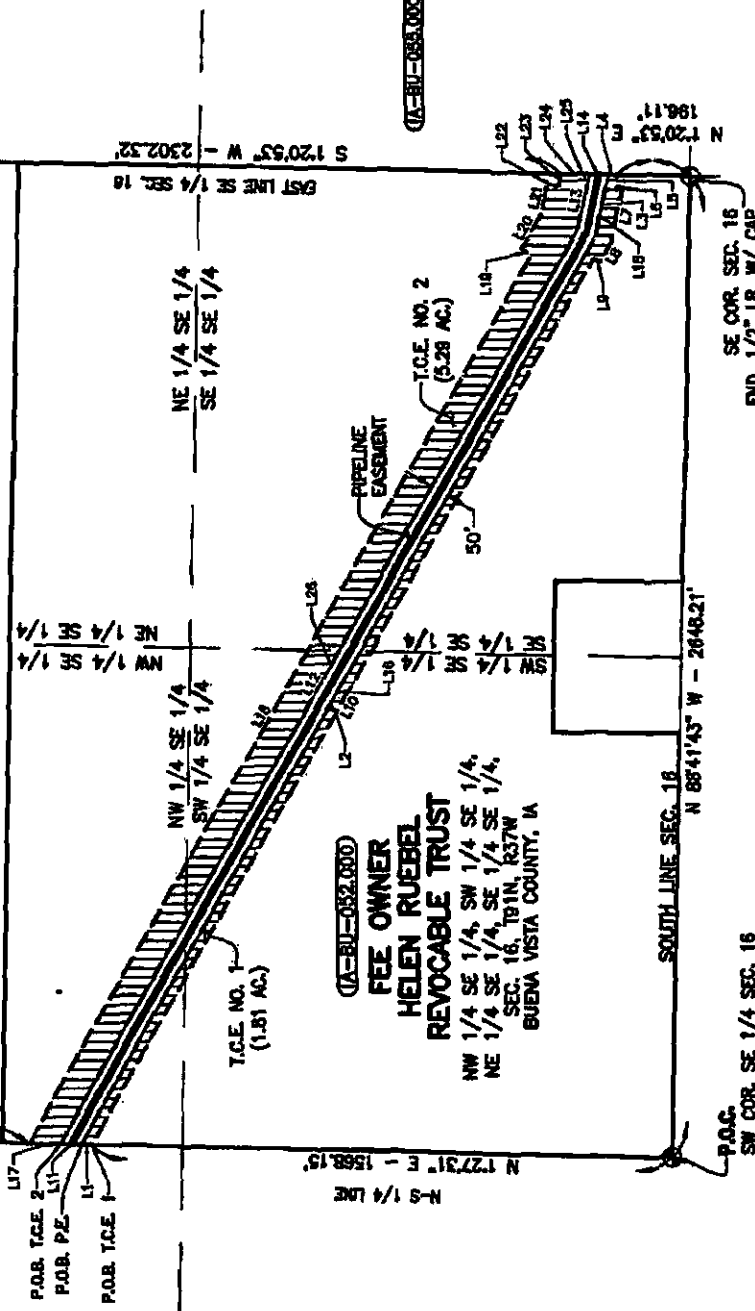 L17
P.O.B. T.C.E. 2
L11
P.O.B. P.E.
L1
P.O.B. T.C.E. 1
N-S 1/4 LINE
N 1°27'31" E - 1568.15'
NW 1/4 SE 1/4
SW 1/4 SE 1/4
NW 1/4 SE 1/4
NE 1/4 SE 1/4
NE 1/4 SE 1/4
SE 1/4 SE 1/4
EAST LINE SE 1/4 SEC. 16
S 1°20'53" W - 2302.32'
L18
L12
L26
PIPELINE
EASEMENT
T.C.E. NO. 2
(5.29 AC.)
L19
L20
L21
L22
L23
L24
L25
L14
L4
L13
L5
L6
L3
L7
L15
L8
L9
50'
L2
L10
L16
T.C.E. NO. 1
(1.81 AC.)
IA-BU-052.000
FEE OWNER
HELEN RUEBEL
REVOCABLE TRUST
NW 1/4 SE 1/4, SW 1/4 SE 1/4,
NE 1/4 SE 1/4, SE 1/4 SE 1/4,
SEC. 16, T91N, R37W
BUENA VISTA COUNTY, IA
SW 1/4 SE 1/4
SE 1/4 SE 1/4
N 1°20'53" E
196.11'
SOUTH LINE SEC. 16
N 88°41'43" W - 2648.21'
P.O.C.
SW COR. SE 1/4 SEC. 16
SE COR. SEC. 16
FND. 1/2" I.R. W/ CAP